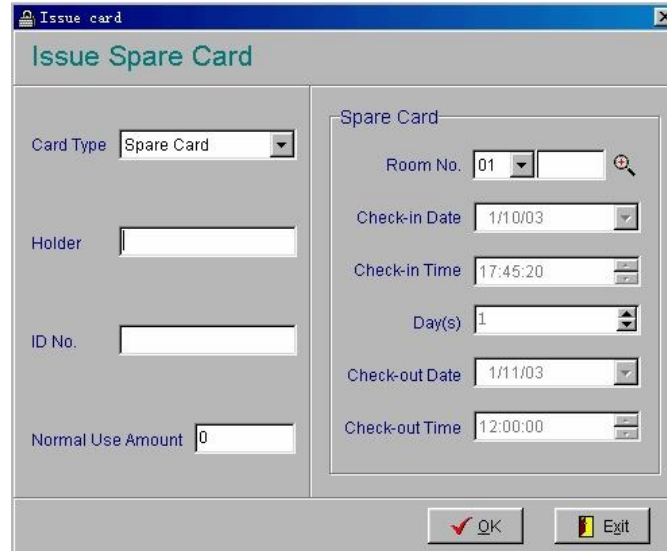 Issue card
Issue Spare Card
Card Type Spare Card
Holder
ID No.
Normal Use Amount 0
Spare Card
Room No. 01
Check-in Date 1/10/03
Check-in Time 17:45:20
Day(s) 1
Check-out Date 1/11/03
Check-out Time 12:00:00
OK Exit